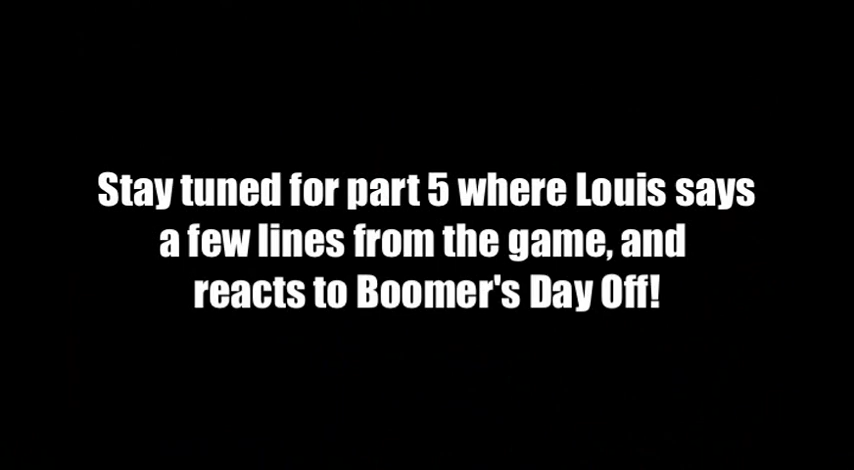 Stay tuned for part 5 where Louis says
a few lines from the game, and
reacts to Boomer's Day Off!